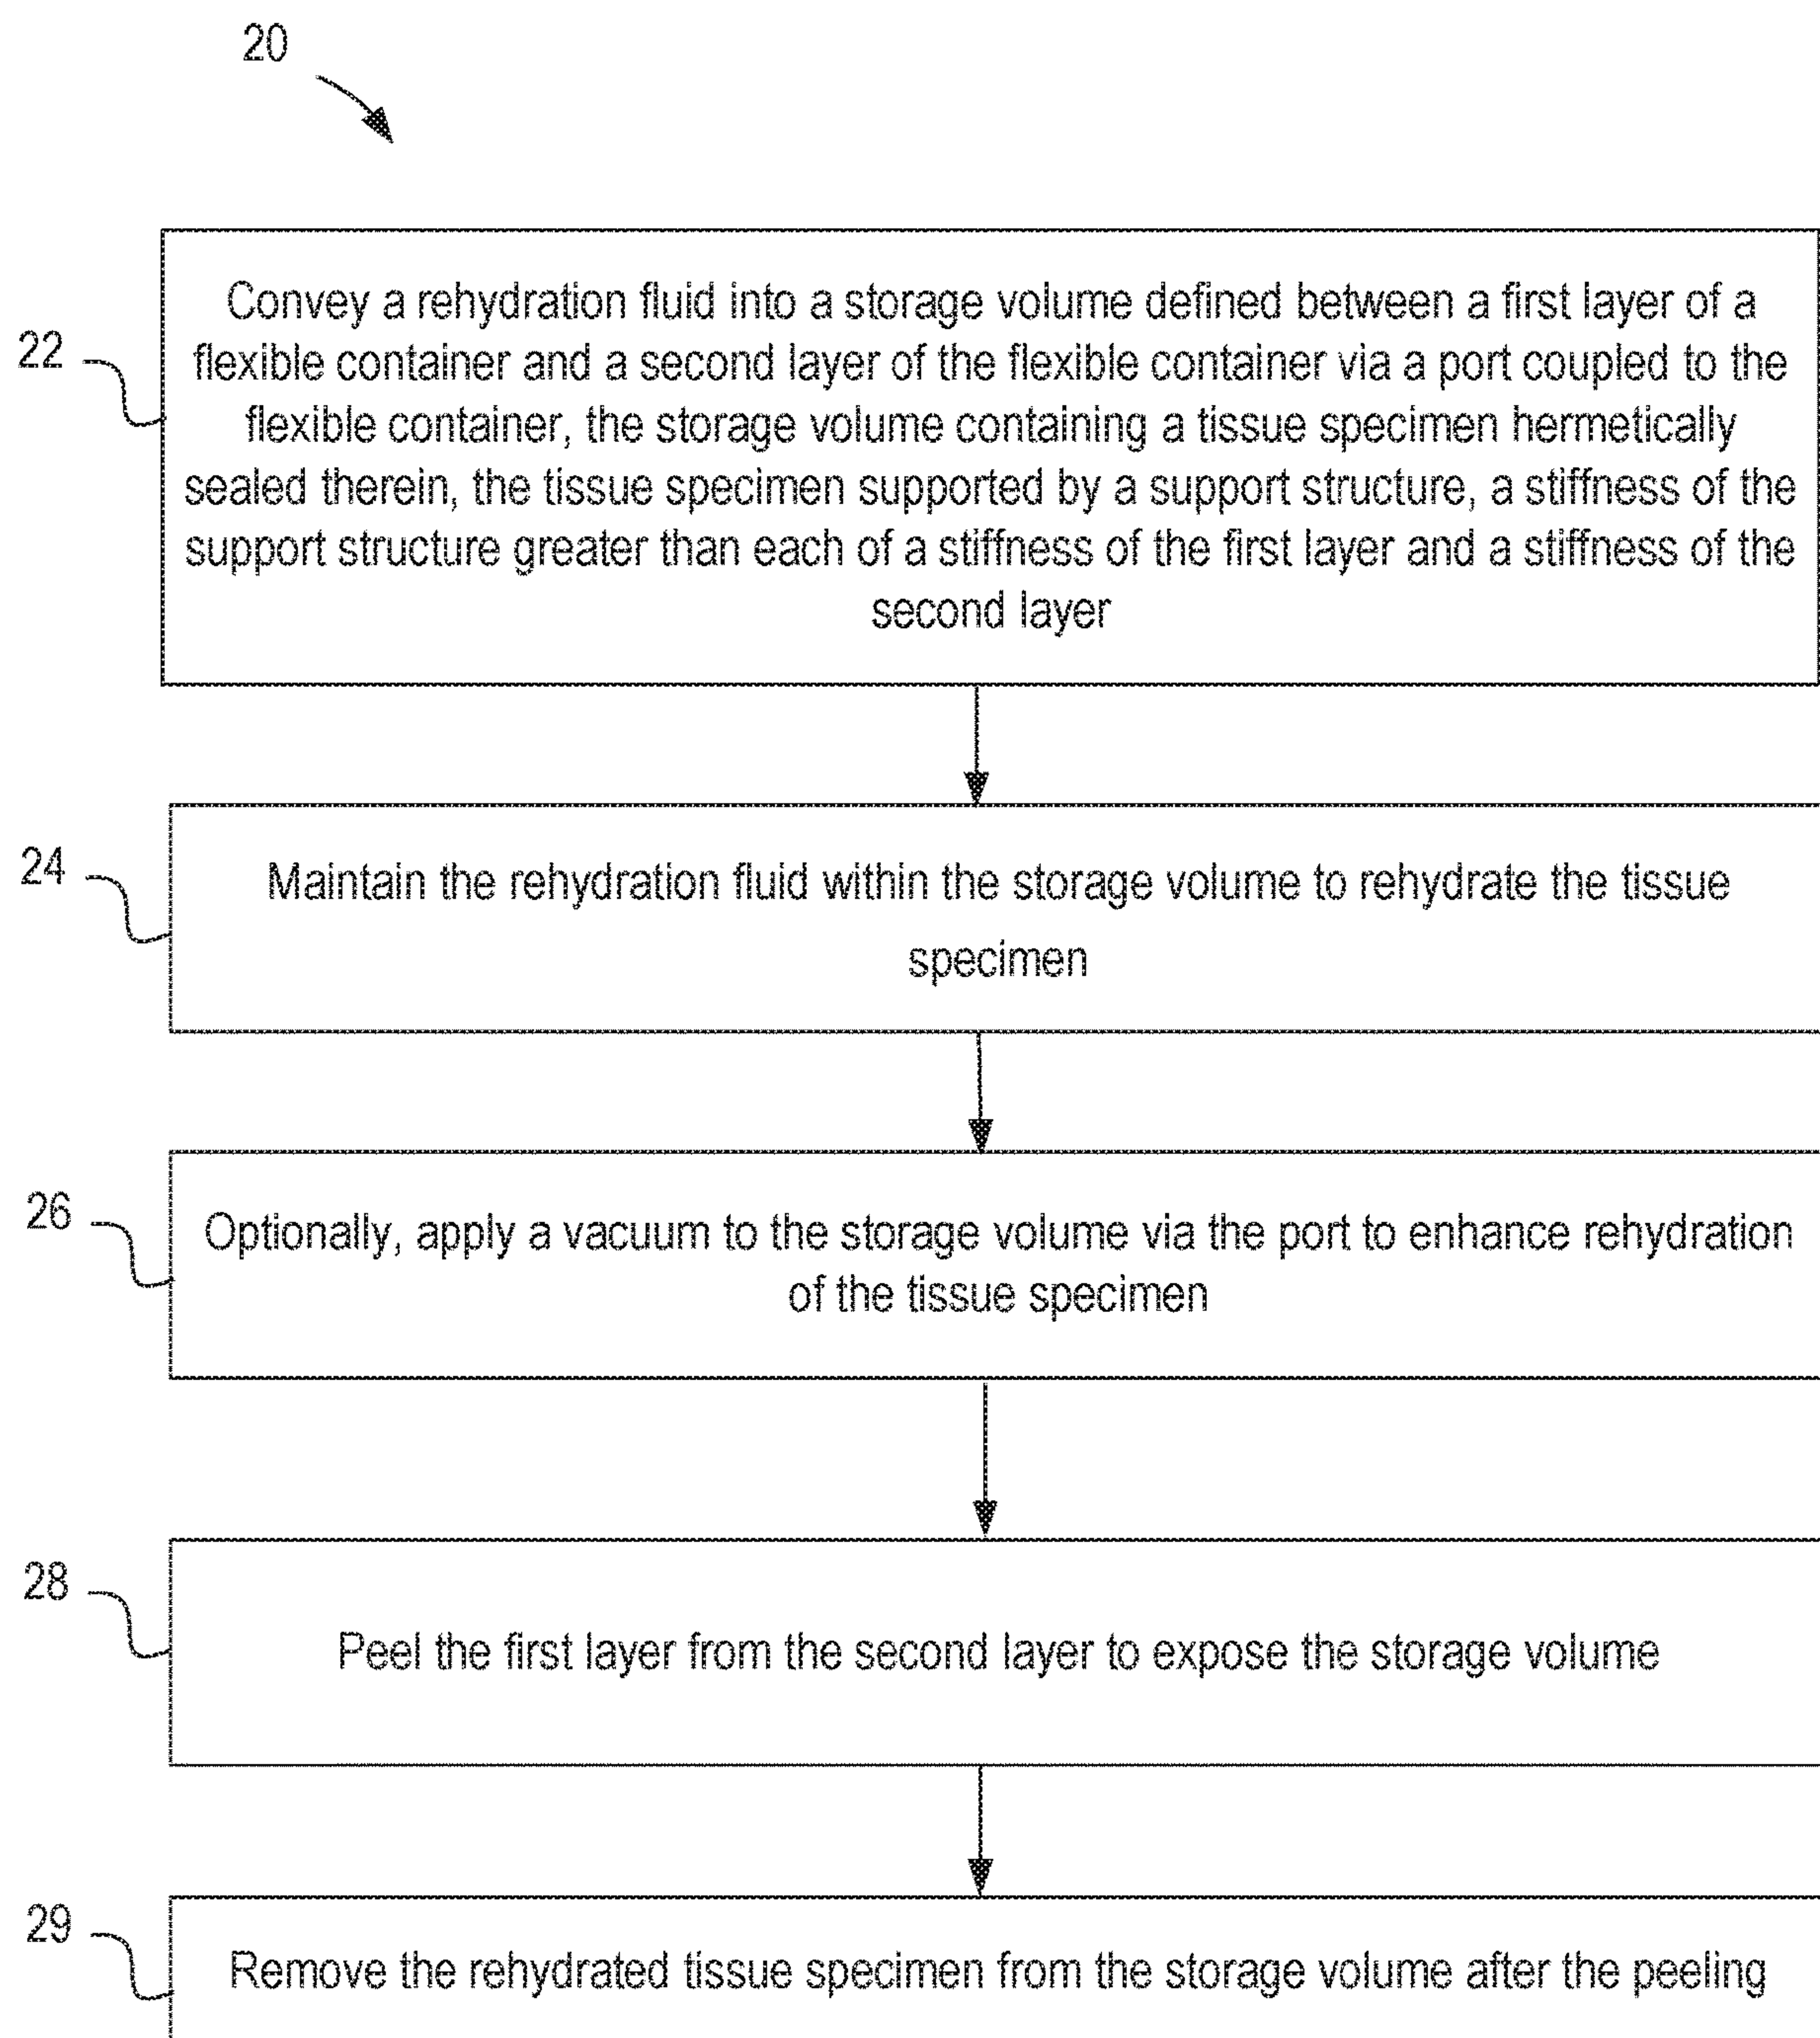 20
22
Convey a rehydration fluid into a storage volume defined between a first layer of a
flexible container and a second layer of the flexible container via a port coupled to the
flexible container, the storage volume containing a tissue specimen hermetically
sealed therein, the tissue specimen supported by a support structure, a stiffness of the
support structure greater than each of a stiffness of the first layer and a stiffness of the
second layer
24
Maintain the rehydration fluid within the storage volume to rehydrate the tissue
specimen
26
Optionally, apply a vacuum to the storage volume via the port to enhance rehydration
of the tissue specimen
28
Peel the first layer from the second layer to expose the storage volume
29
Remove the rehydrated tissue specimen from the storage volume after the peeling